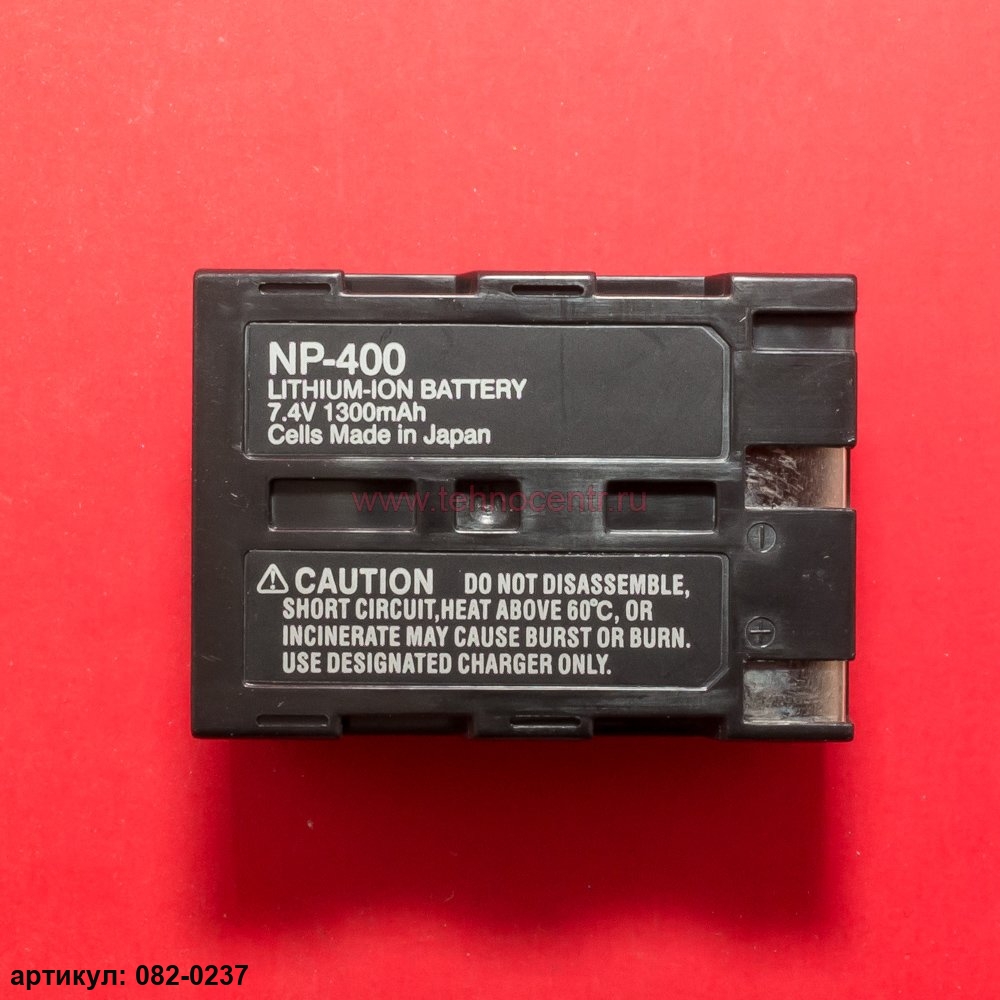 NP-400
LITHIUM-ION BATTERY
7.4V 1300mAh
Cells Made in Japan
www.tehnocentr.ru
⚠ CAUTION DO NOT DISASSEMBLE,
SHORT CIRCUIT,HEAT ABOVE 60℃, OR
INCINERATE MAY CAUSE BURST OR BURN.
USE DESIGNATED CHARGER ONLY.
артикул: 082-0237